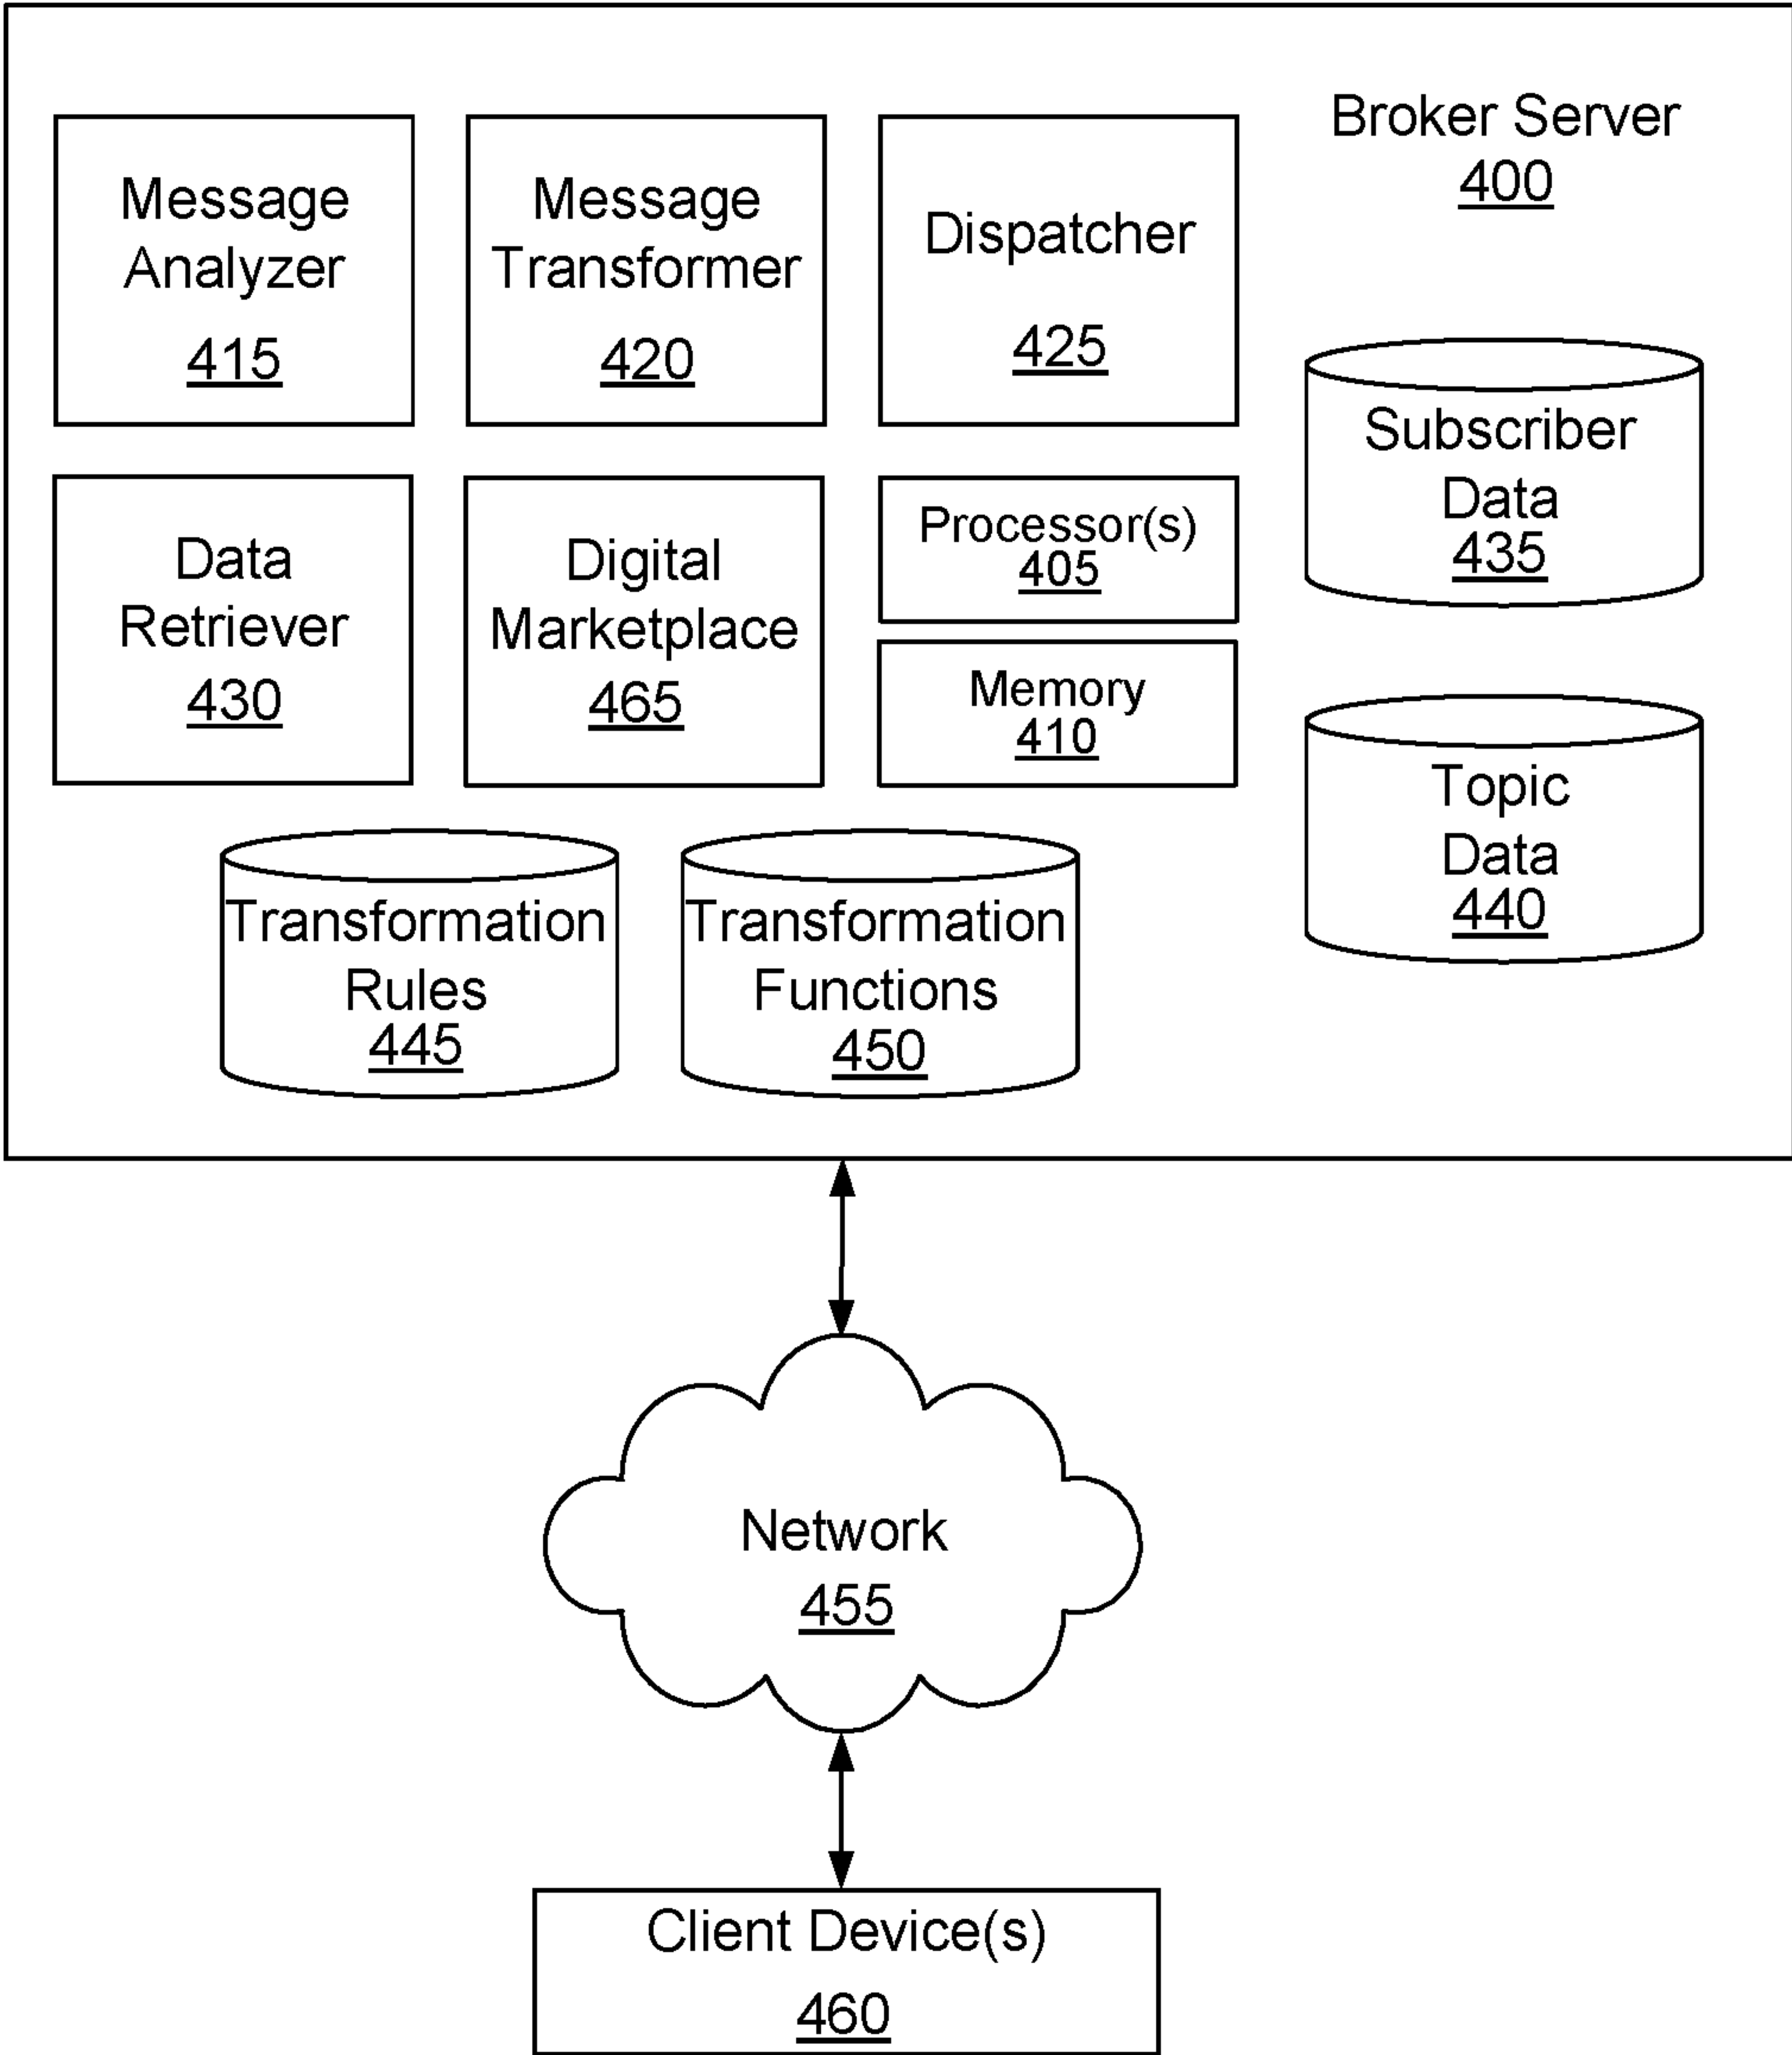 Broker Server
400
Message
Analyzer
415
Message
Transformer
420
Dispatcher
425
Subscriber
Data
435
Data
Retriever
430
Digital
Marketplace
465
Processor(s)
405
Memory
410
Topic
Data
440
Transformation
Rules
445
Transformation
Functions
450
Network
455
Client Device(s)
460